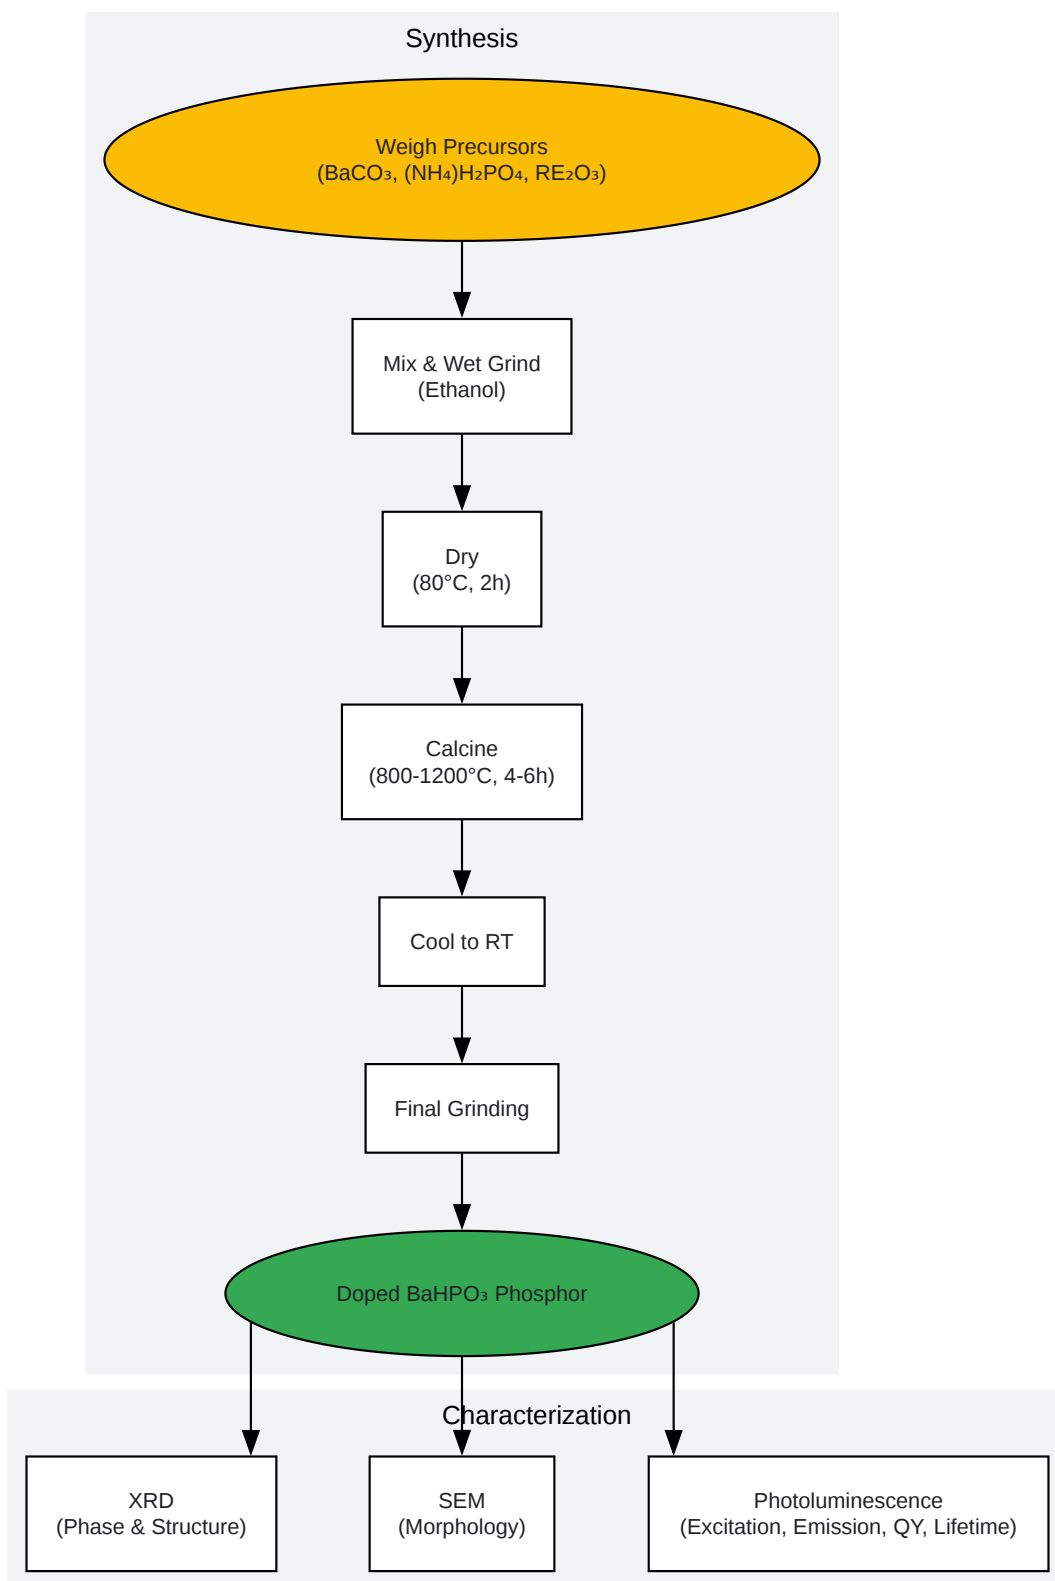 Synthesis
Weigh Precursors
(BaCO₃, (NH₄)H₂PO₄, RE₂O₃)
Mix & Wet Grind
(Ethanol)
Dry
(80°C, 2h)
Calcine
(800-1200°C, 4-6h)
Cool to RT
Final Grinding
Doped BaHPO₃ Phosphor
Characterization
XRD
(Phase & Structure)
SEM
(Morphology)
Photoluminescence
(Excitation, Emission, QY, Lifetime)